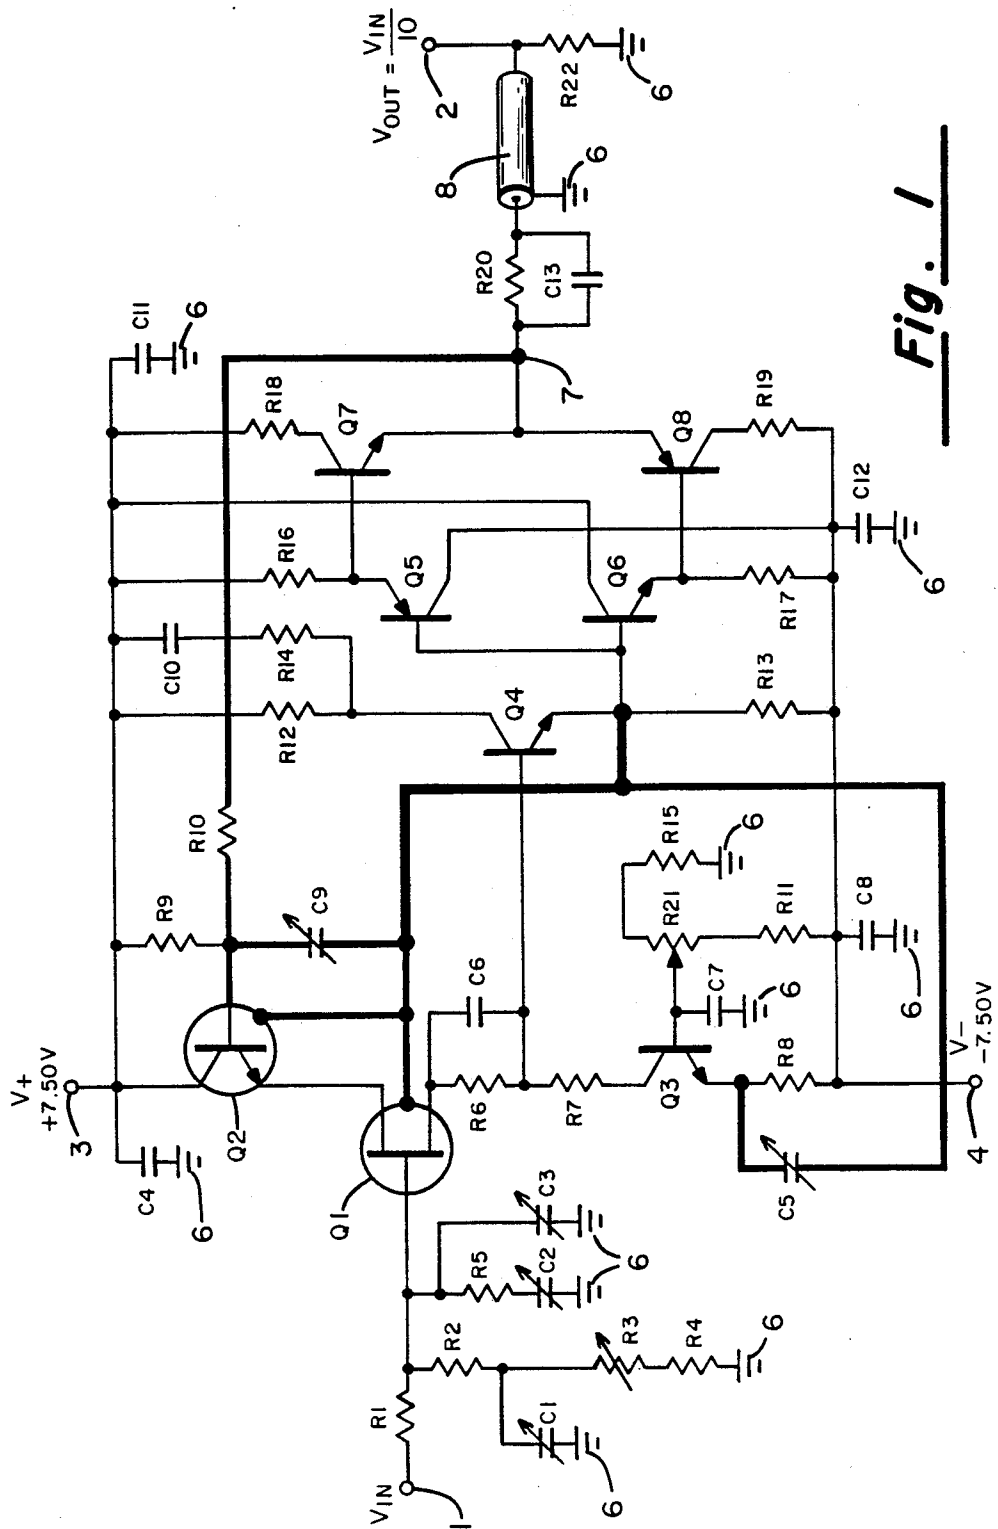 V+
+7.50V
3
C4
6
Q2
R9
R10
C9
R12
C10
R14
R16
R18
C11
6
Q7
Q5
Q4
Q6
Q8
7
R20
C13
8
6
VOUT = VIN
10
2
R22
6
VIN
1
R1
R2
C1
6
R3
R4
6
R5
C2
C3
6
Q1
R6
C6
R7
Q3
C7
6
R21
R15
6
R11
C8
6
R8
C5
V-
-7.50V
4
R13
R17
R19
C12
6
Fig. 1